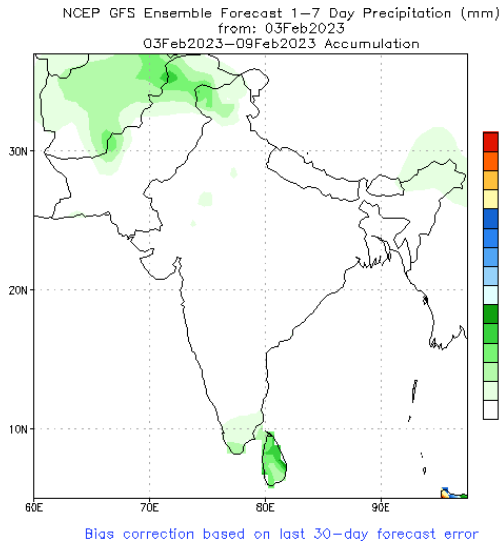 NCEP GFS Ensemble Forecast 1-7 Day Precipitation (mm)
from: 03Feb2023
03Feb2023-09Feb2023 Accumulation
30N
20N
10N
60E 70E 80E 90E
Bias correction based on last 30-day forecast error